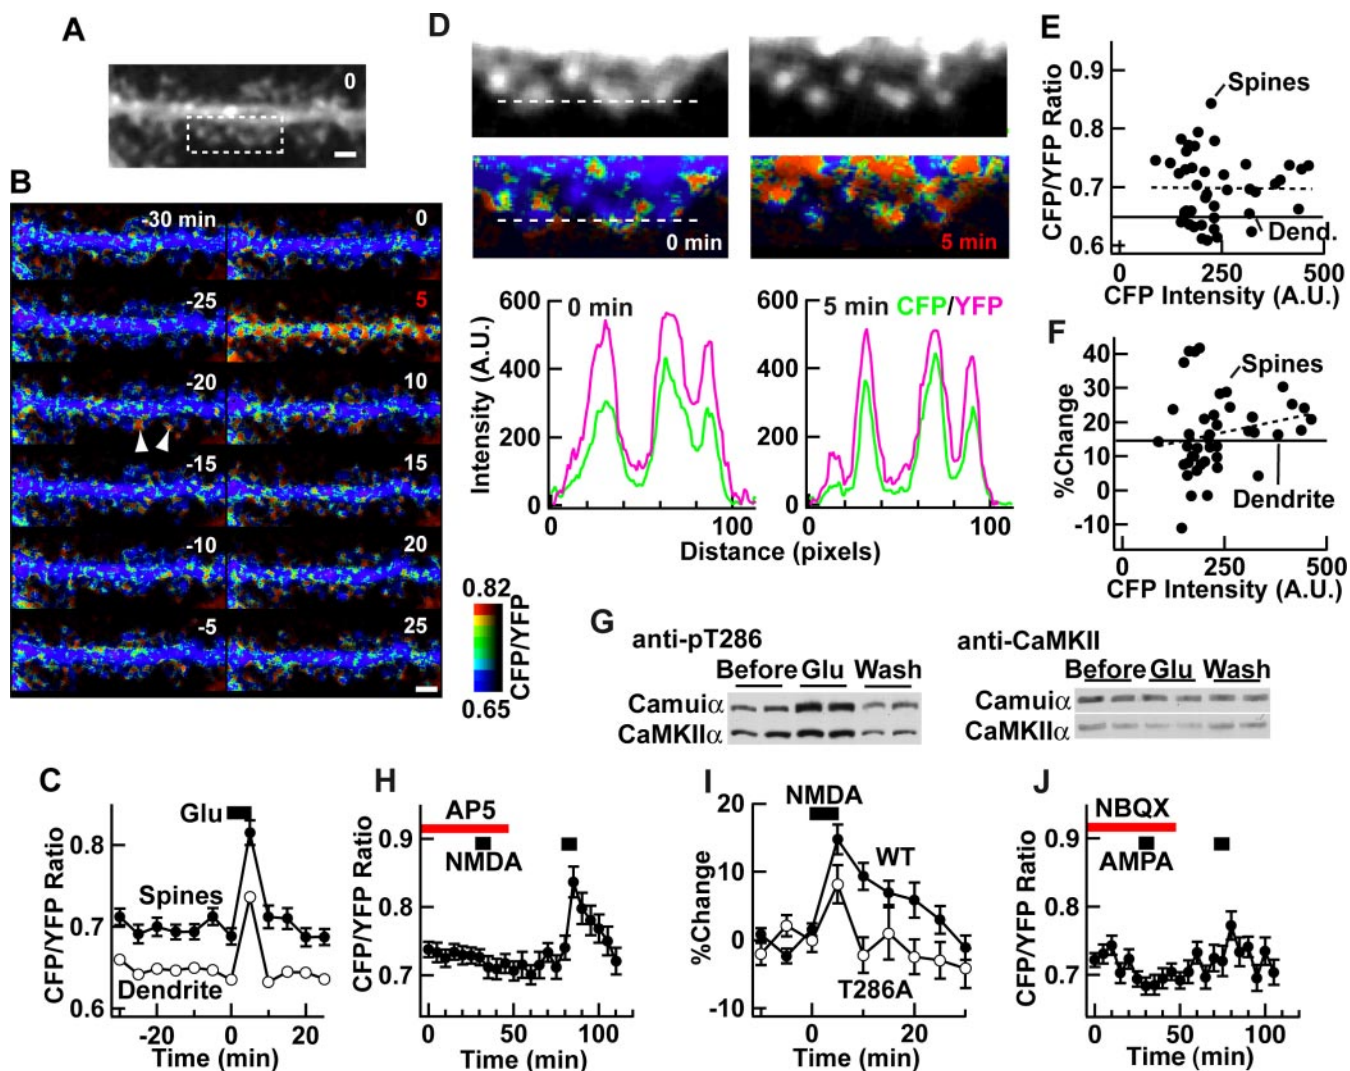 A
0
B
-30 min
0
-25
5
-20
10
-15
15
-10
20
-5
25
0.82
CFP/YFP
0.65
D
0 min
5 min
600
400
200
0
Intensity (A.U.)
0 min
5 min CFP/YFP
0
100
0
100
Distance (pixels)
E
0.9
0.8
0.7
0.6
CFP/YFP Ratio
Spines
Dend.
0
250
500
CFP Intensity (A.U.)
F
40
30
20
10
0
-10
%Change
Spines
Dendrite
0
250
500
CFP Intensity (A.U.)
G
anti-pT286
Before Glu Wash
Camuiα
CaMKIIα
anti-CaMKII
Before Glu Wash
Camuiα
CaMKIIα
C
Glu
0.8
0.7
0.6
CFP/YFP Ratio
Spines
Dendrite
-20
0
20
Time (min)
H
AP5
NMDA
0.9
0.8
0.7
CFP/YFP Ratio
0
50
100
Time (min)
I
NMDA
20
10
0
-10
%Change
WT
T286A
0
20
Time (min)
J
NBQX
AMPA
0.9
0.8
0.7
CFP/YFP Ratio
0
50
100
Time (min)